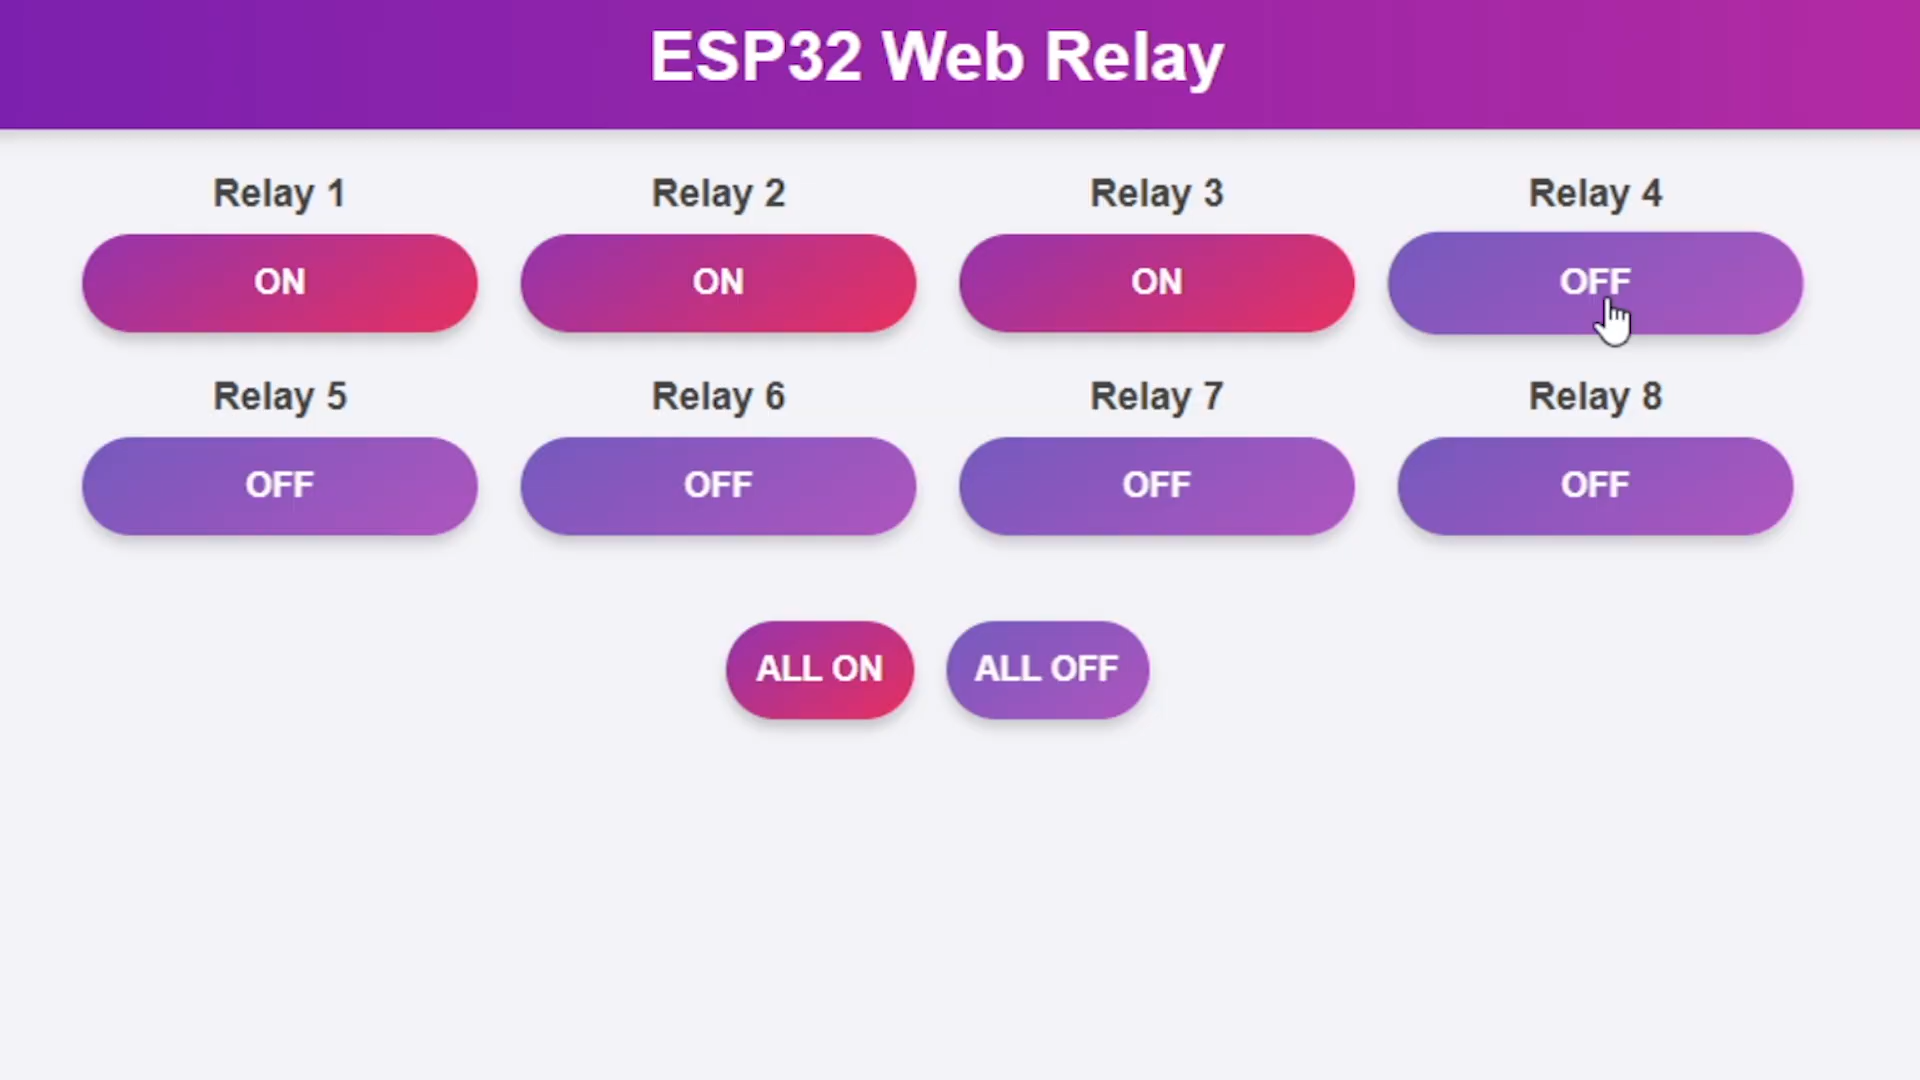 ESP32 Web Relay
Relay 1 Relay 2 Relay 3 Relay 4
ON ON ON OFF
Relay 5 Relay 6 Relay 7 Relay 8
OFF OFF OFF OFF
ALL ON ALL OFF